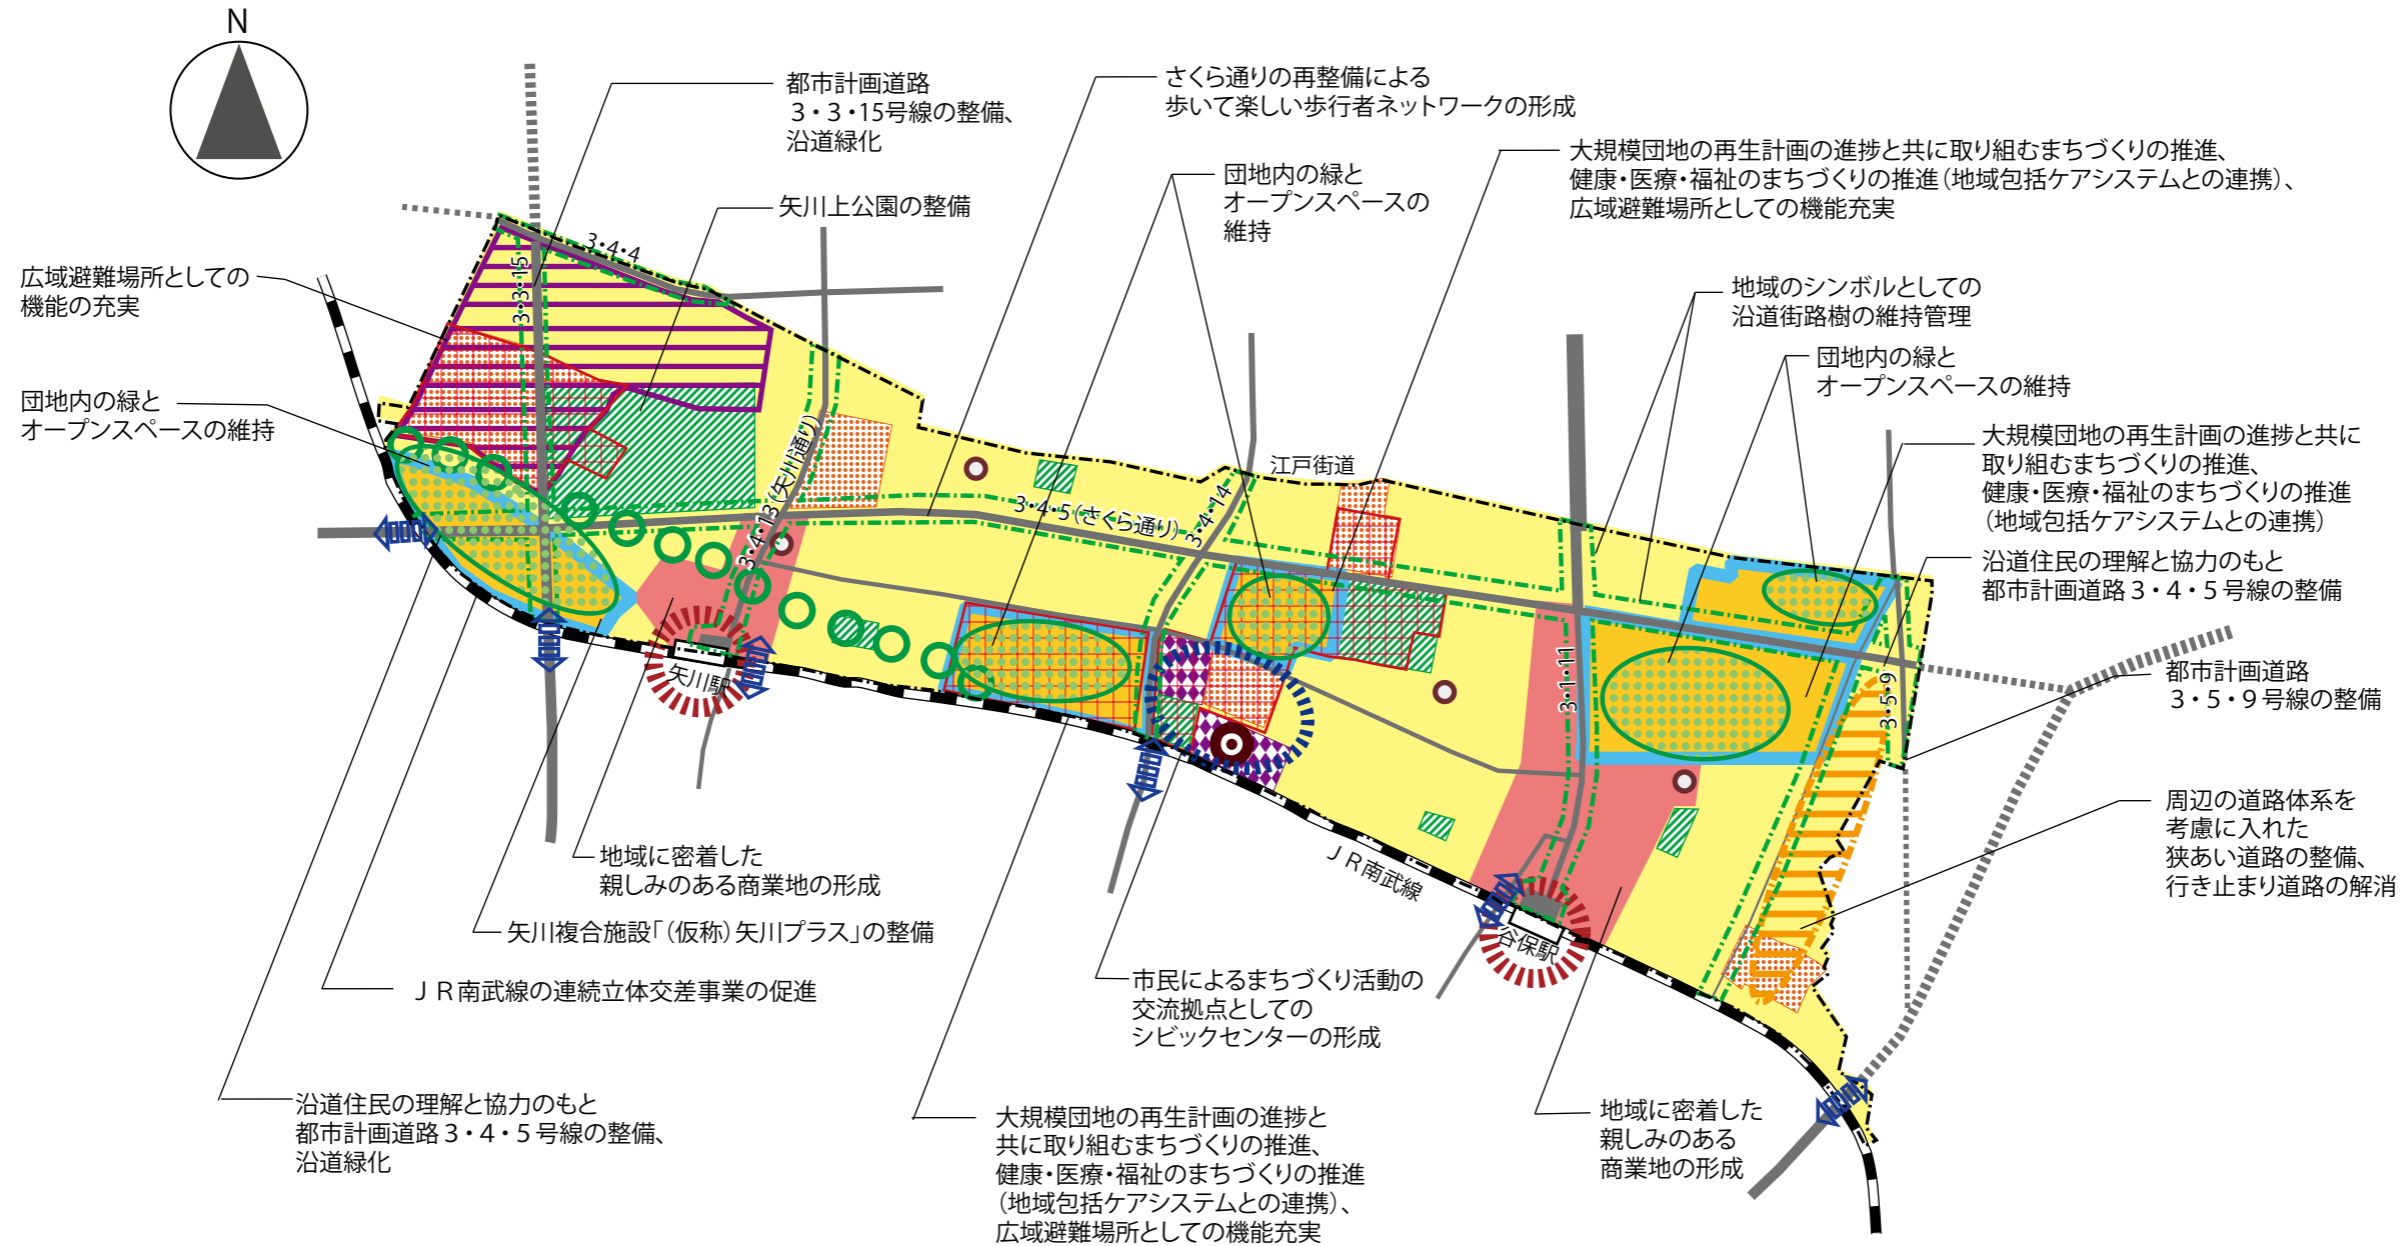 N
都市計画道路
3・3・15号線の整備、
沿道緑化
さくら通りの再整備による
歩いて楽しい歩行者ネットワークの形成
大規模団地の再生計画の進捗と共に取り組むまちづくりの推進、
健康・医療・福祉のまちづくりの推進（地域包括ケアシステムとの連携）、
広域避難場所としての機能充実
団地内の緑と
オープンスペースの
維持
矢川上公園の整備
広域避難場所としての
機能の充実
団地内の緑と
オープンスペースの維持
地域のシンボルとしての
沿道街路樹の維持管理
団地内の緑と
オープンスペースの維持
大規模団地の再生計画の進捗と共に
取り組むまちづくりの推進、
健康・医療・福祉のまちづくりの推進
（地域包括ケアシステムとの連携）
沿道住民の理解と協力のもと
都市計画道路3・4・5号線の整備
都市計画道路
3・5・9号線の整備
周辺の道路体系を
考慮に入れた
狭あい道路の整備、
行き止まり道路の解消
3・4・4
3・3・15
3・4・13（矢川通り）
3・4・5（さくら通り）
3・4・14
江戸街道
3・1・11
3・5・9
矢川駅
谷保駅
ＪＲ南武線
地域に密着した
親しみのある商業地の形成
矢川複合施設「（仮称）矢川プラス」の整備
ＪＲ南武線の連続立体交差事業の促進
沿道住民の理解と協力のもと
都市計画道路3・4・5号線の整備、
沿道緑化
市民によるまちづくり活動の
交流拠点としての
シビックセンターの形成
大規模団地の再生計画の進捗と
共に取り組むまちづくりの推進、
健康・医療・福祉のまちづくりの推進
（地域包括ケアシステムとの連携）、
広域避難場所としての機能充実
地域に密着した
親しみのある
商業地の形成